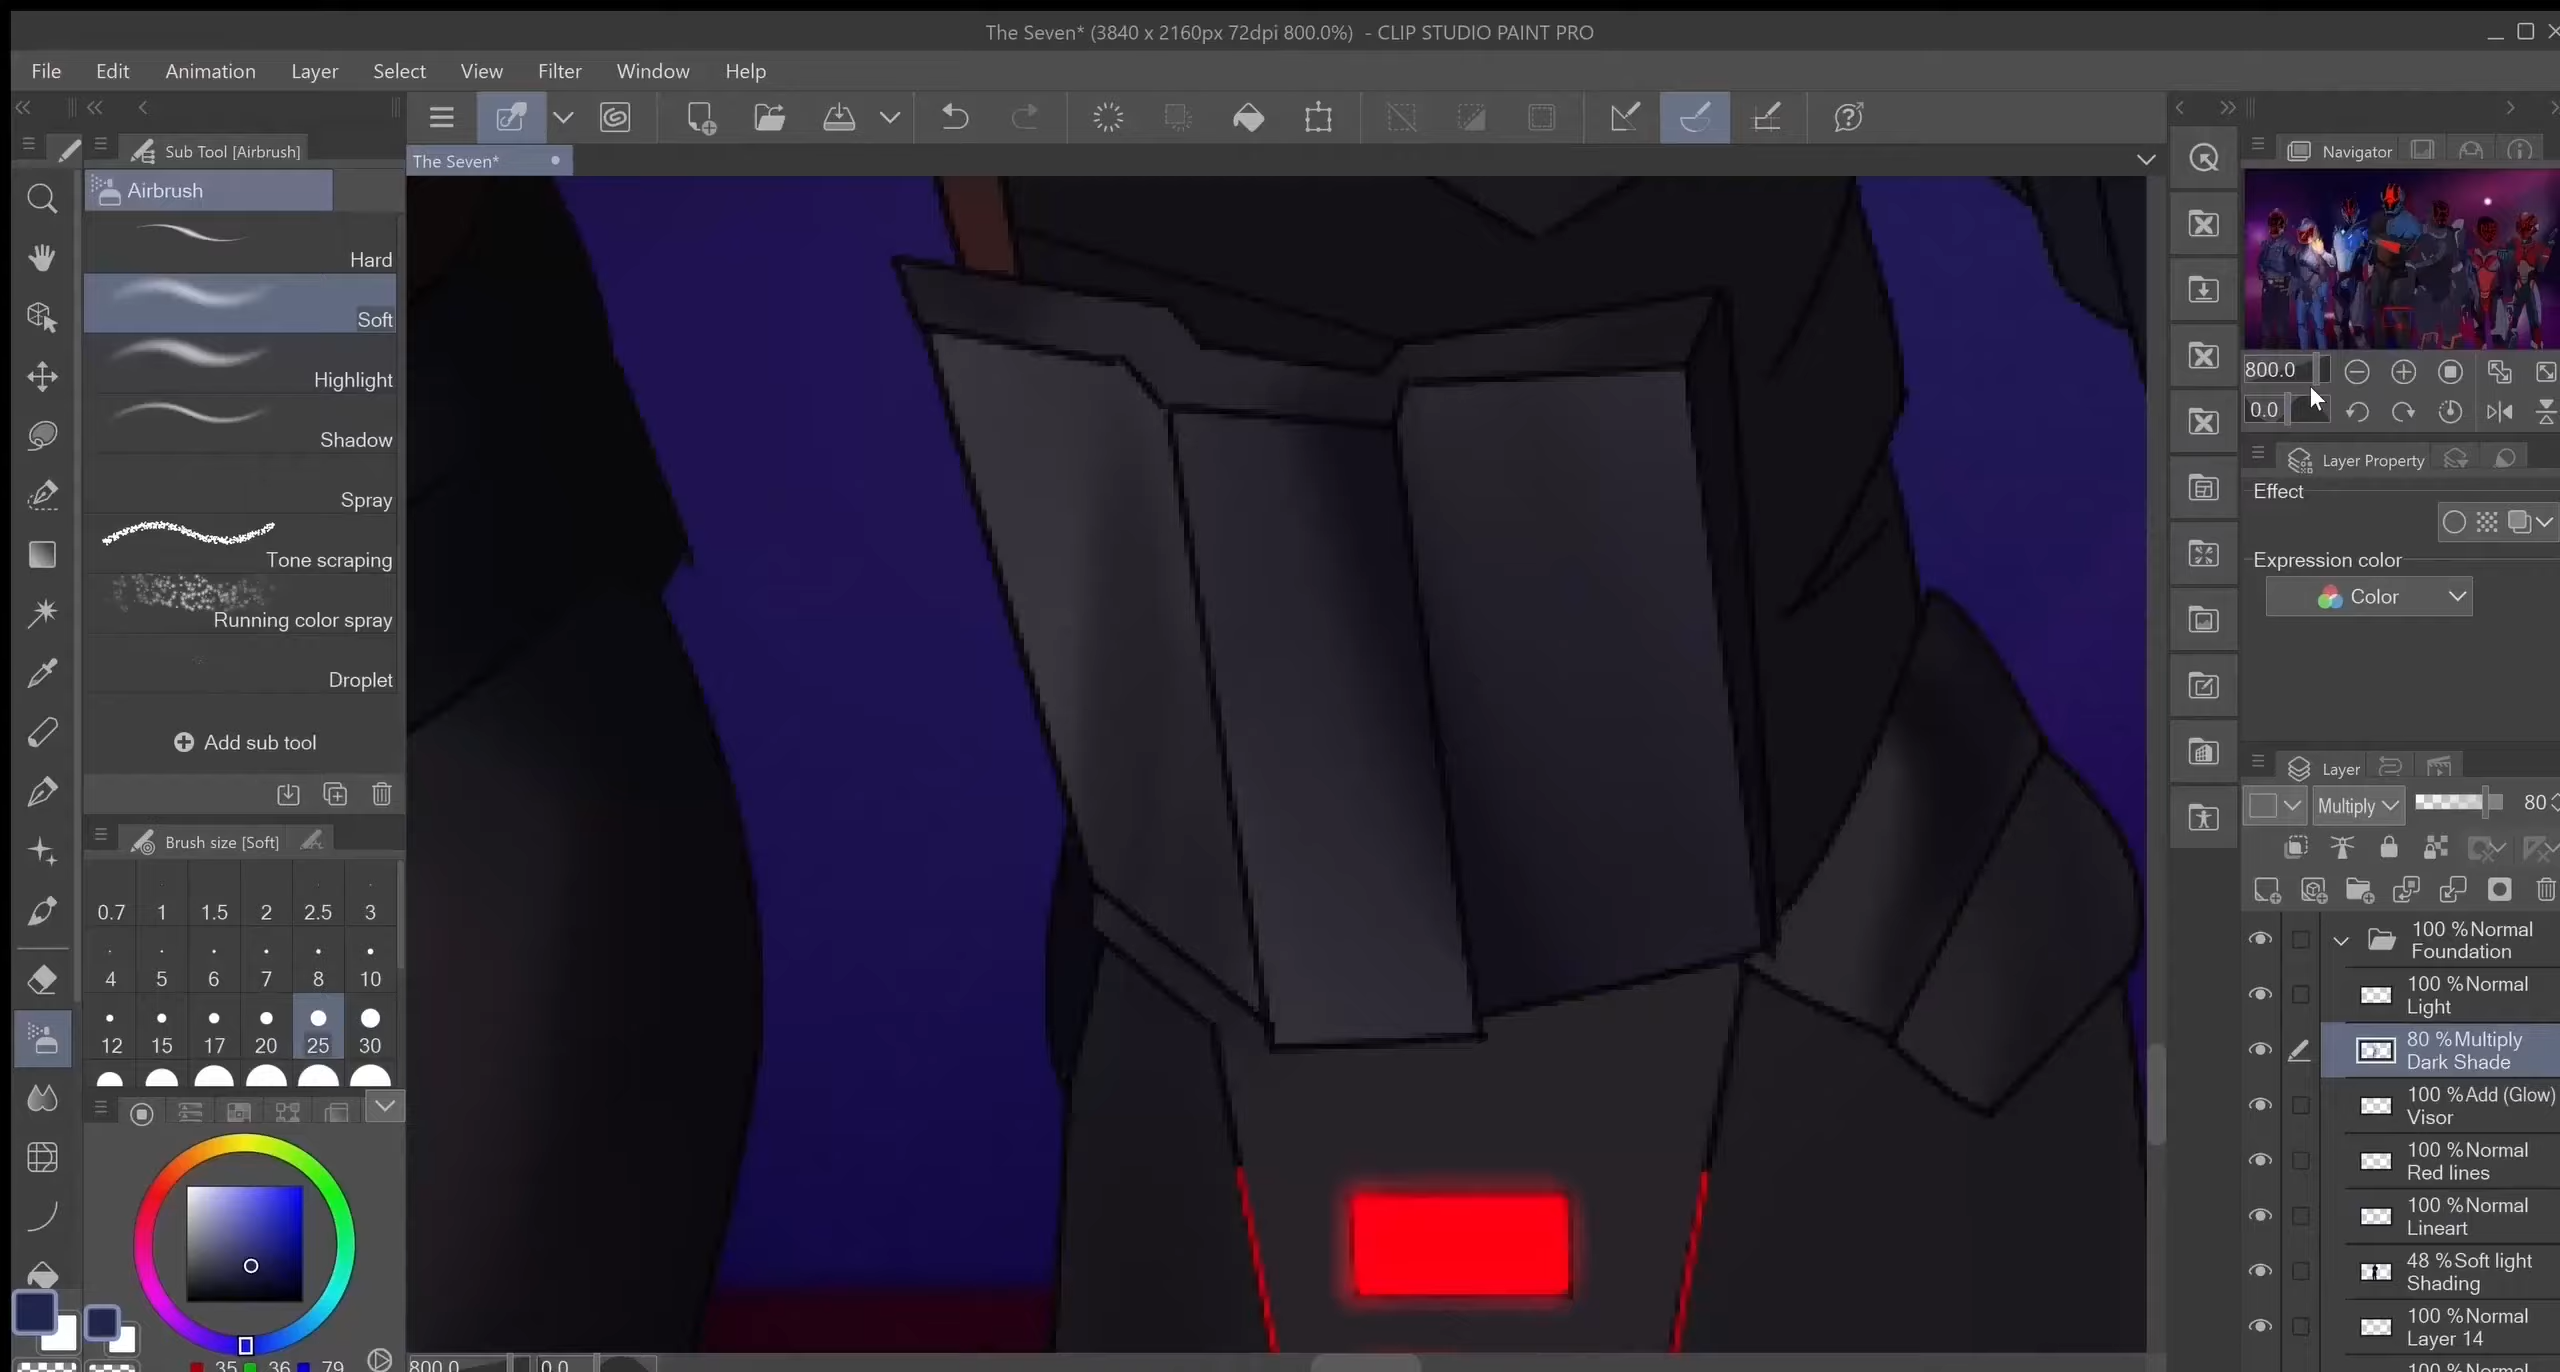 The Seven* (3840 x 2160px 72dpi 800.0%) - CLIP STUDIO PAINT PRO
File Edit Animation Layer Select View Filter Window Help
Sub Tool [Airbrush]
Airbrush
Hard
Soft
Highlight
Shadow
Spray
Tone scraping
Running color spray
Droplet
Add sub tool
Brush size [Soft]
0.7 1 1.5 2 2.5 3
4 5 6 7 8 10
12 15 17 20 25 30
35 36 79
The Seven*
800.0 0.0
Navigator
800.0
0.0
Layer Property
Effect
Expression color
Color
Layer
Multiply 80
100 %Normal
Foundation
100 %Normal
Light
80 %Multiply
Dark Shade
100 %Add (Glow)
Visor
100 %Normal
Red lines
100 %Normal
Lineart
48 %Soft light
Shading
100 %Normal
Layer 14
100 %Normal